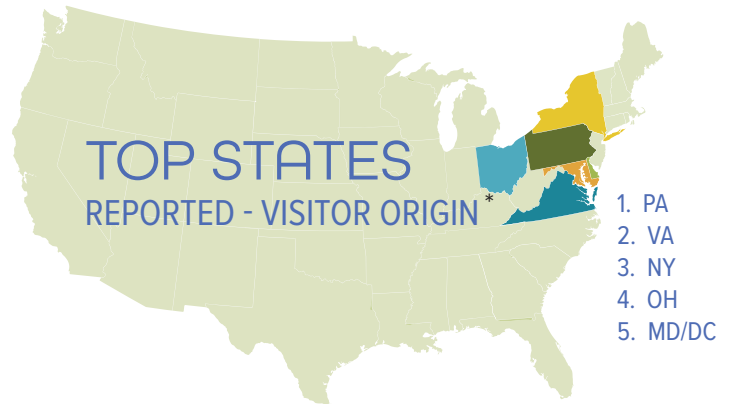 TOP STATES
REPORTED - VISITOR ORIGIN*
1. PA
2. VA
3. NY
4. OH
5. MD/DC